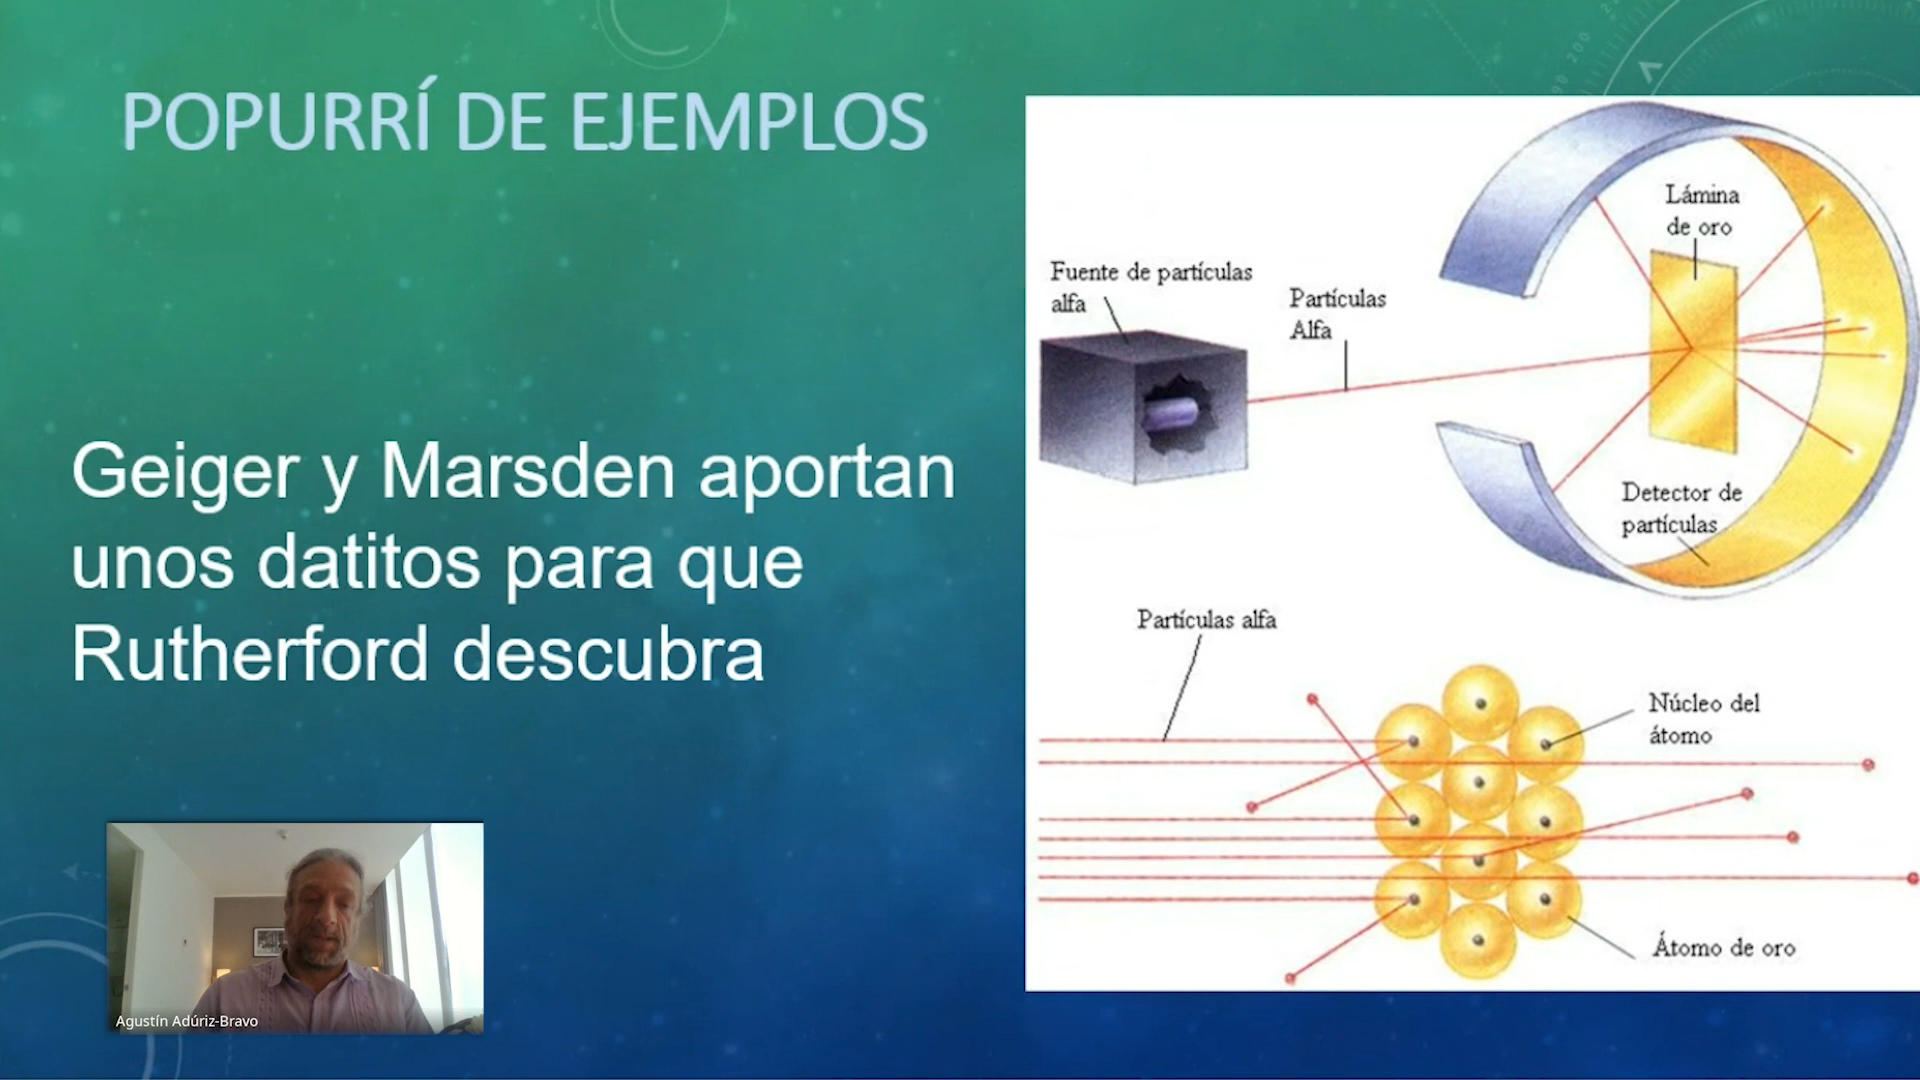 POPURRÍ DE EJEMPLOS
Geiger y Marsden aportan
unos datitos para que
Rutherford descubra
Agustín Adúriz-Bravo
Lámina
de oro
Fuente de partículas
alfa
Partículas
Alfa
Detector de
partículas
Partículas alfa
Núcleo del
átomo
Átomo de oro
200